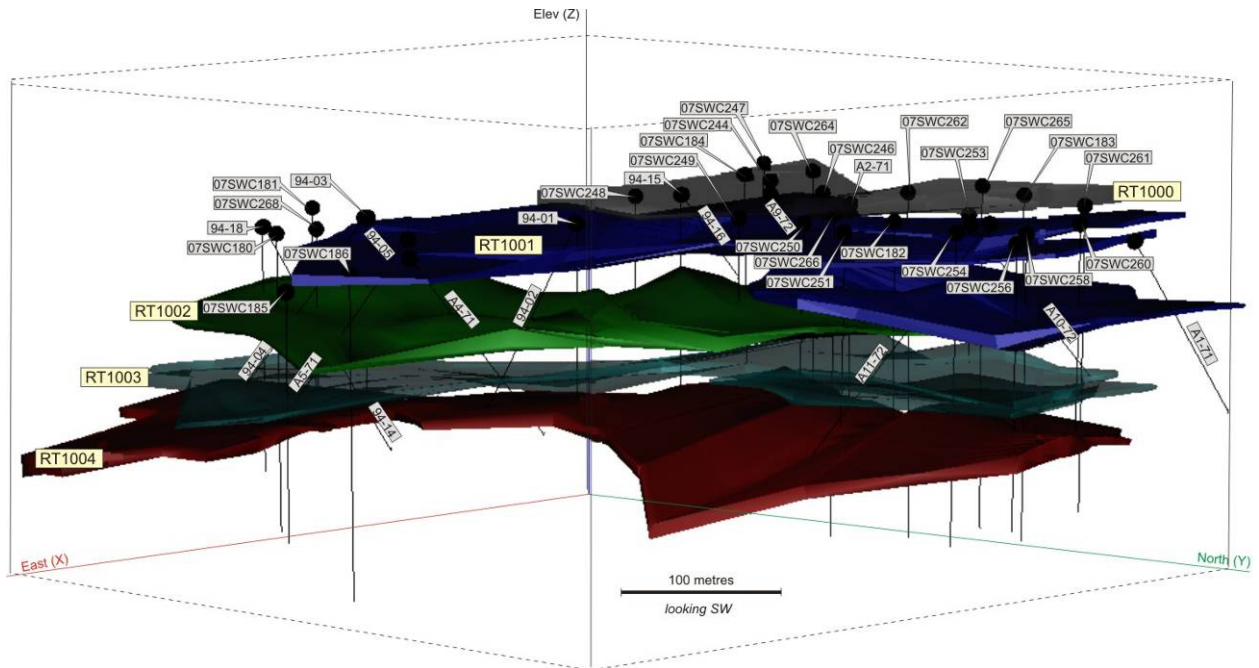 Elev (Z)
07SWC247
07SWC244
07SWC184
07SWC249
94-15
07SWC248
07SWC264
07SWC262
07SWC253
07SWC265
07SWC246
A2-71
07SWC183
07SWC261
RT1000
07SWC181
94-03
07SWC268
94-18
07SWC180
07SWC186
94-05
RT1001
94-01
94-16
A9-72
07SWC250
07SWC266
07SWC251
07SWC182
07SWC254
07SWC256
07SWC258
07SWC260
07SWC185
RT1002
A4-71
94-02
A10-72
A1-71
94-04
A5-71
A11-72
RT1003
94-14
RT1004
East (X)
North (Y)
100 metres
looking SW